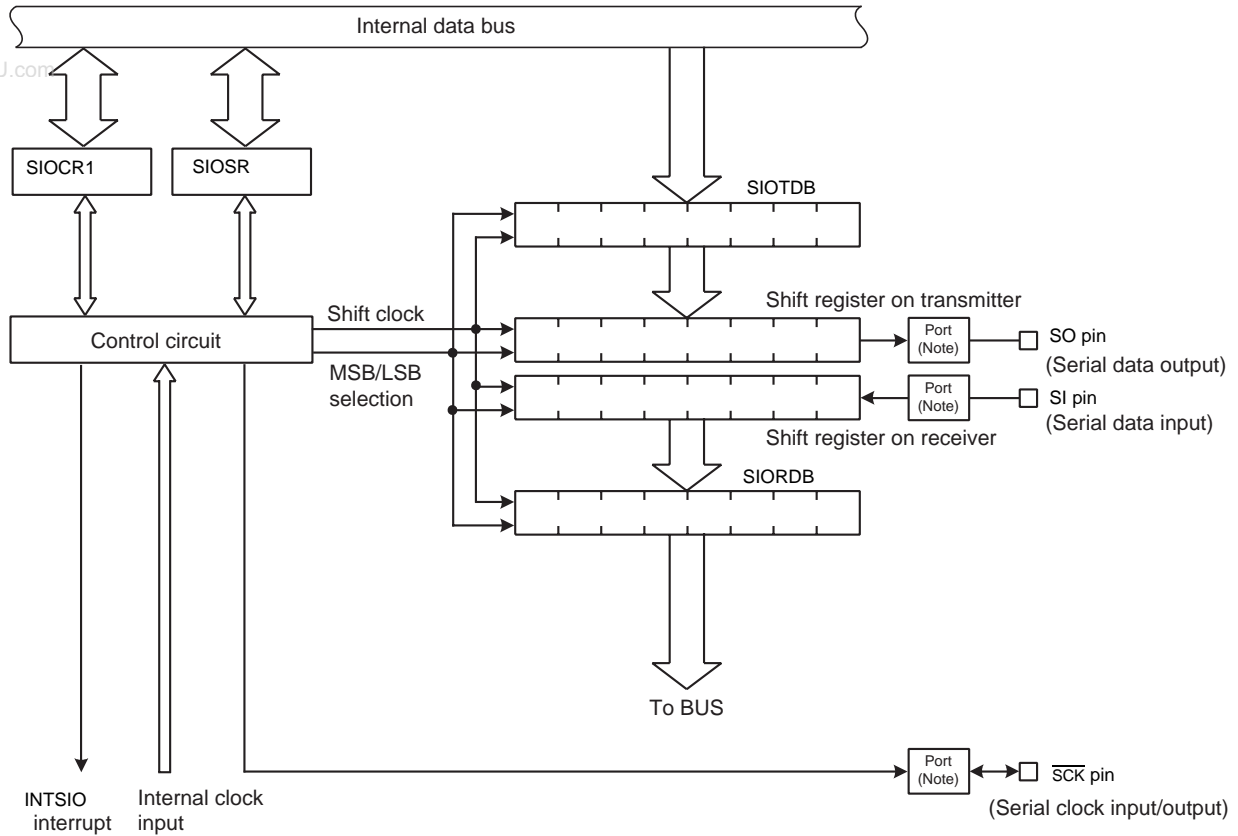 Internal data bus
U.com
SIOCR1
SIOSR
SIOTDB
Shift clock
Shift register on transmitter
Control circuit
Port
(Note)
SO pin
(Serial data output)
MSB/LSB
selection
Port
(Note)
SI pin
(Serial data input)
Shift register on receiver
SIORDB
To BUS
Port
(Note)
SCK pin
(Serial clock input/output)
INTSIO
interrupt
Internal clock
input